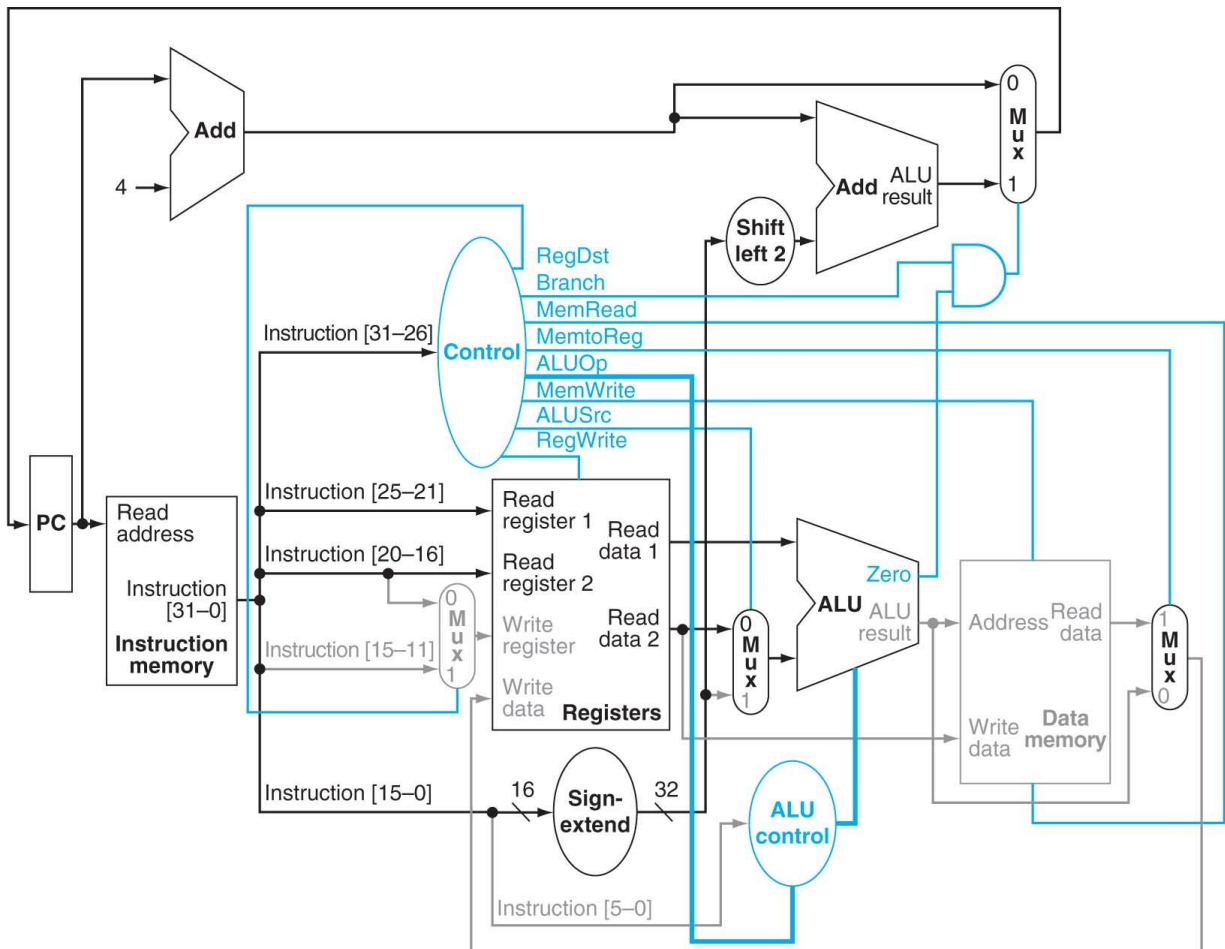 Add
4
0
Mux
1
Add
ALU
result
Shift
left 2
RegDst
Branch
MemRead
MemtoReg
ALUOp
MemWrite
ALUSrc
RegWrite
Control
Instruction [31–26]
Instruction [25–21]
Instruction [20–16]
Instruction [15–11]
Instruction [15–0]
Instruction [5–0]
PC
Read
address
Instruction
[31–0]
Instruction
memory
0
Mux
1
Read
register 1
Read
register 2
Write
register
Write
data
Read
data 1
Read
data 2
Registers
16
Sign-
extend
32
0
Mux
1
Zero
ALU
ALU
result
ALU
control
Address
Read
data
Write
data
Data
memory
1
Mux
0